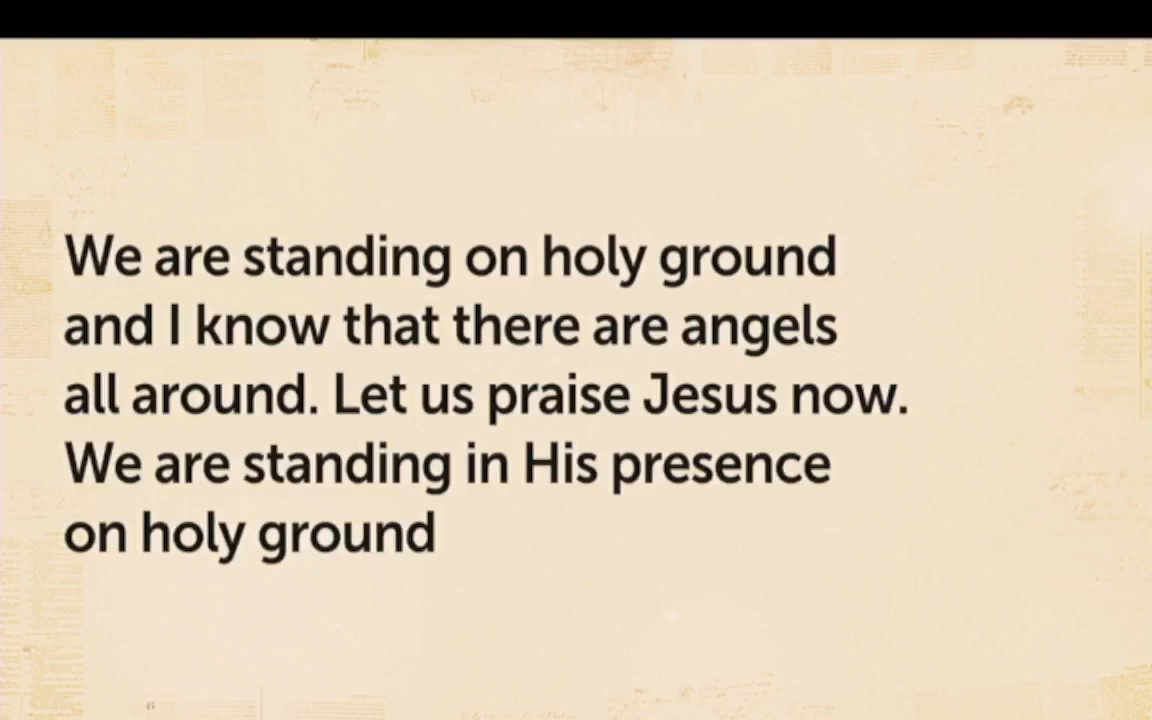 We are standing on holy ground
and I know that there are angels
all around. Let us praise Jesus now.
We are standing in His presence
on holy ground